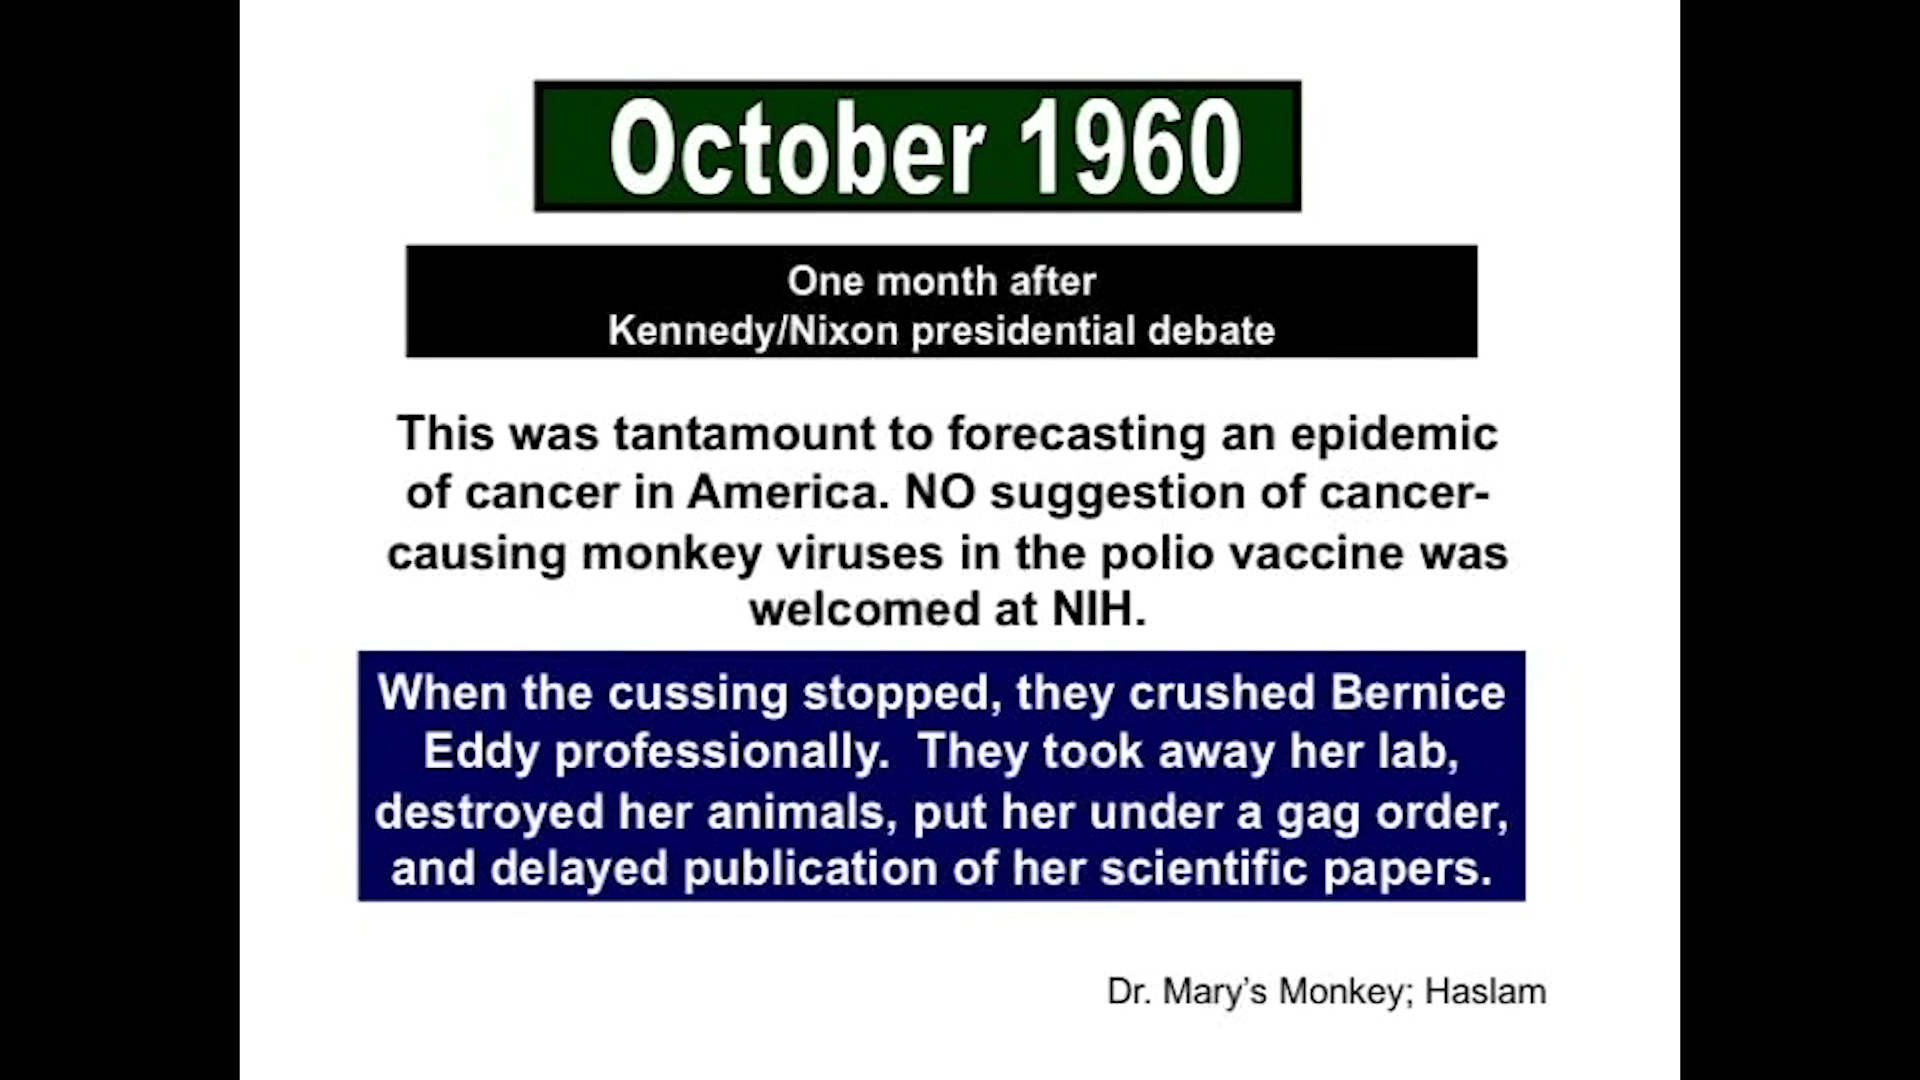 October 1960
One month after
Kennedy/Nixon presidential debate
This was tantamount to forecasting an epidemic
of cancer in America. NO suggestion of cancer-
causing monkey viruses in the polio vaccine was
welcomed at NIH.
When the cussing stopped, they crushed Bernice
Eddy professionally.  They took away her lab,
destroyed her animals, put her under a gag order,
and delayed publication of her scientific papers.
Dr. Mary’s Monkey; Haslam